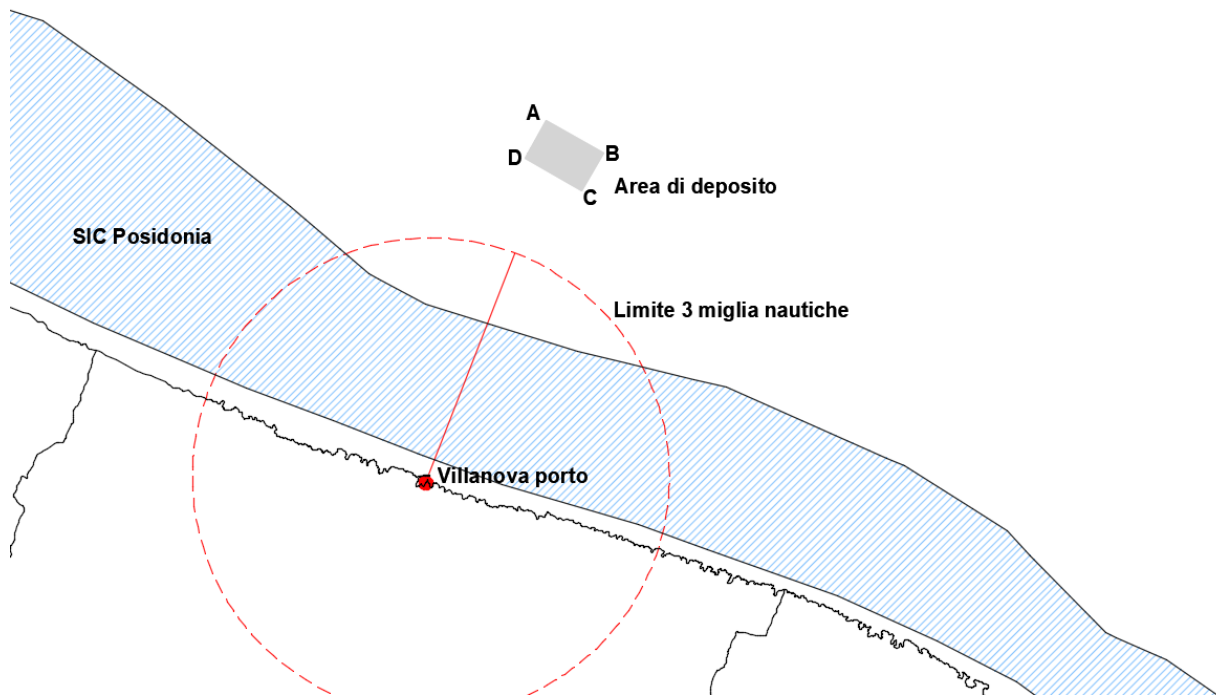 A
B
D
C
Area di deposito
SIC Posidonia
Limite 3 miglia nautiche
Villanova porto